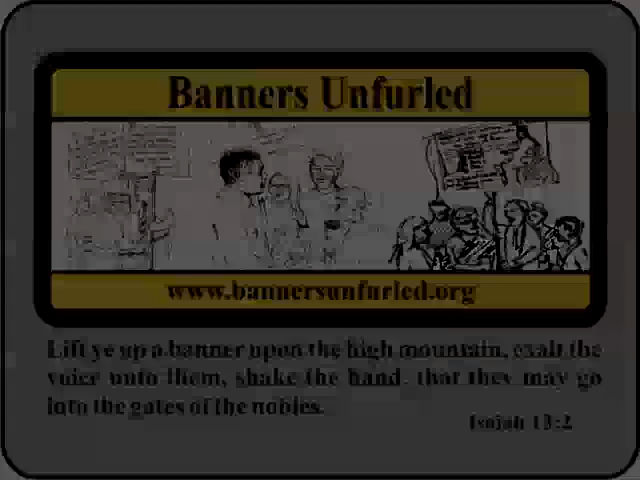 Banners Unfurled
www.bannersunfurled.org
Lift ye up a banner upon the high mountain, exalt the
voice unto them, shake the hand, that they may go
into the gates of the nobles.
Isaiah 13:2